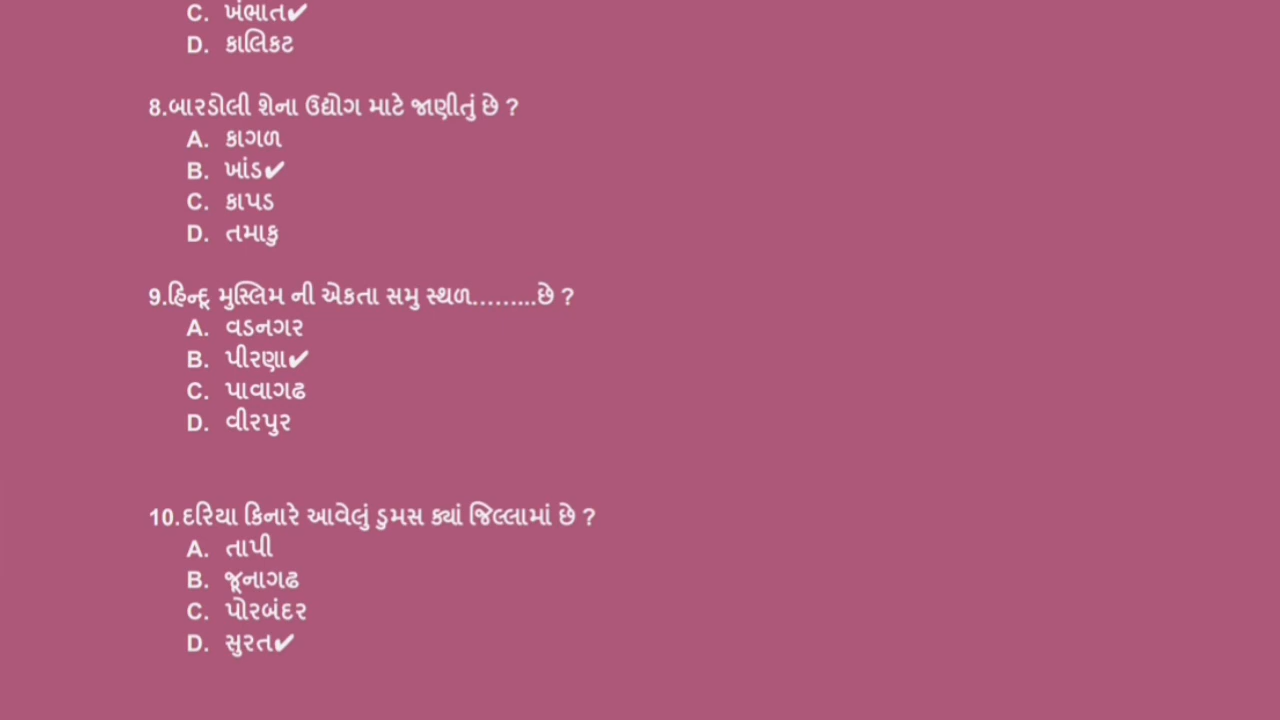 C. ખંભાત✔
D. કાલિકટ
8.બારડોલી શેના ઉદ્યોગ માટે જાણીતું છે ?
A. કાગળ
B. ખાંડ✔
C. કાપડ
D. તમાકુ
9.હિન્દૂ મુસ્લિમ ની એકતા સમુ સ્થળ.........છે ?
A. વડનગર
B. પીરણા✔
C. પાવાગઢ
D. વીરપુર
10.દરિયા કિનારે આવેલું ડુમસ ક્યાં જિલ્લામાં છે ?
A. તાપી
B. જૂનાગઢ
C. પોરબંદર
D. સુરત✔